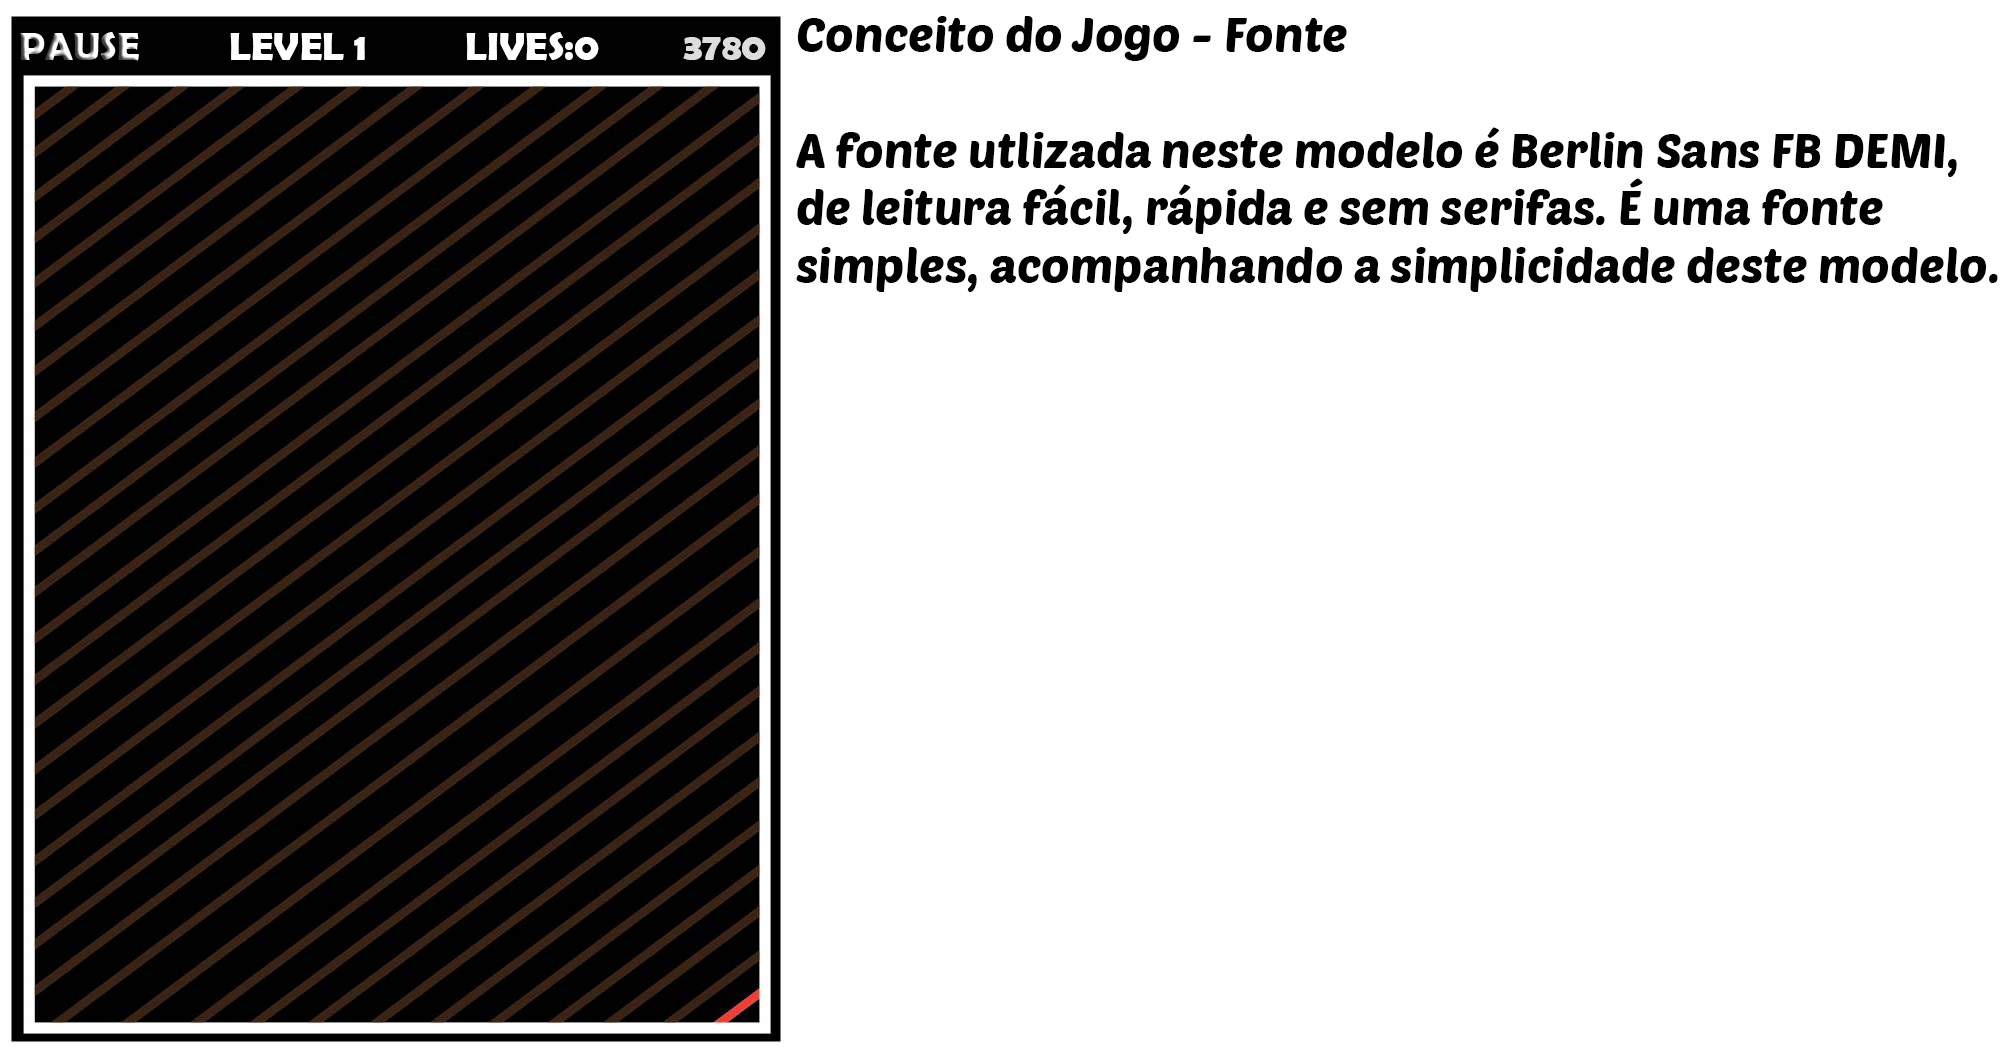 PAUSE LEVEL 1 LIVES:0 3780
Conceito do Jogo - Fonte
A fonte utlizada neste modelo é Berlin Sans FB DEMI,
de leitura fácil, rápida e sem serifas. É uma fonte
simples, acompanhando a simplicidade deste modelo.